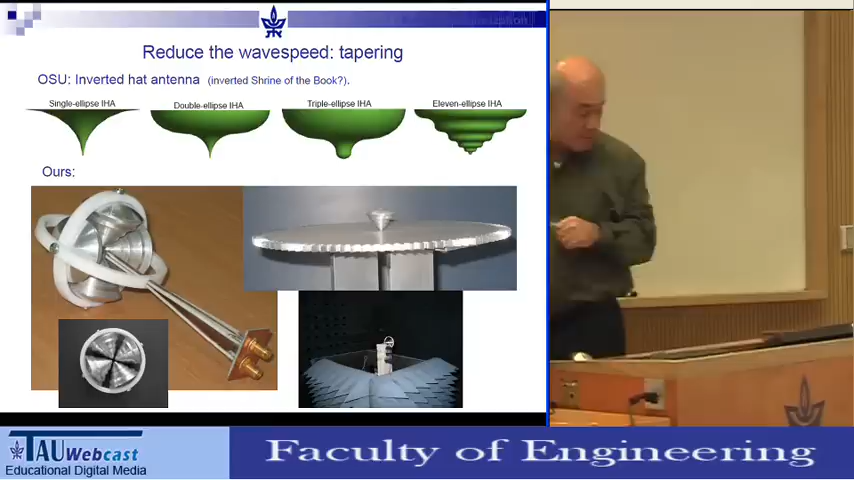 Reduce the wavespeed: tapering
OSU: Inverted hat antenna (inverted Shrine of the Book?).
Single-ellipse IHA
Double-ellipse IHA
Triple-ellipse IHA
Eleven-ellipse IHA
Ours:
TAUWebcast
Educational Digital Media
Faculty of Engineering